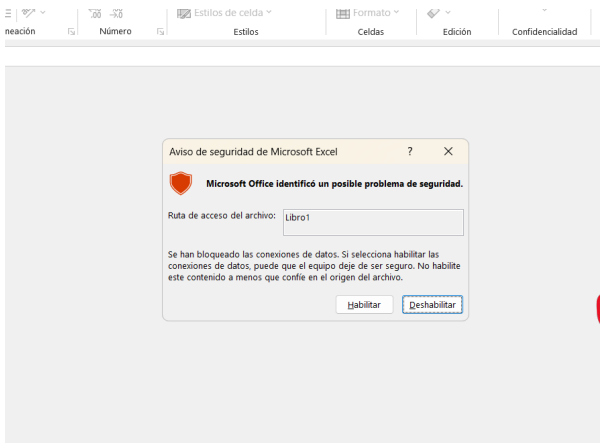 Estilos de celda
Formato
neación
Número
Estilos
Celdas
Edición
Confidencialidad
Aviso de seguridad de Microsoft Excel
Microsoft Office identificó un posible problema de seguridad.
Ruta de acceso del archivo:
Libro1
Se han bloqueado las conexiones de datos. Si selecciona habilitar las
conexiones de datos, puede que el equipo deje de ser seguro. No habilite
este contenido a menos que confíe en el origen del archivo.
Habilitar
Deshabilitar